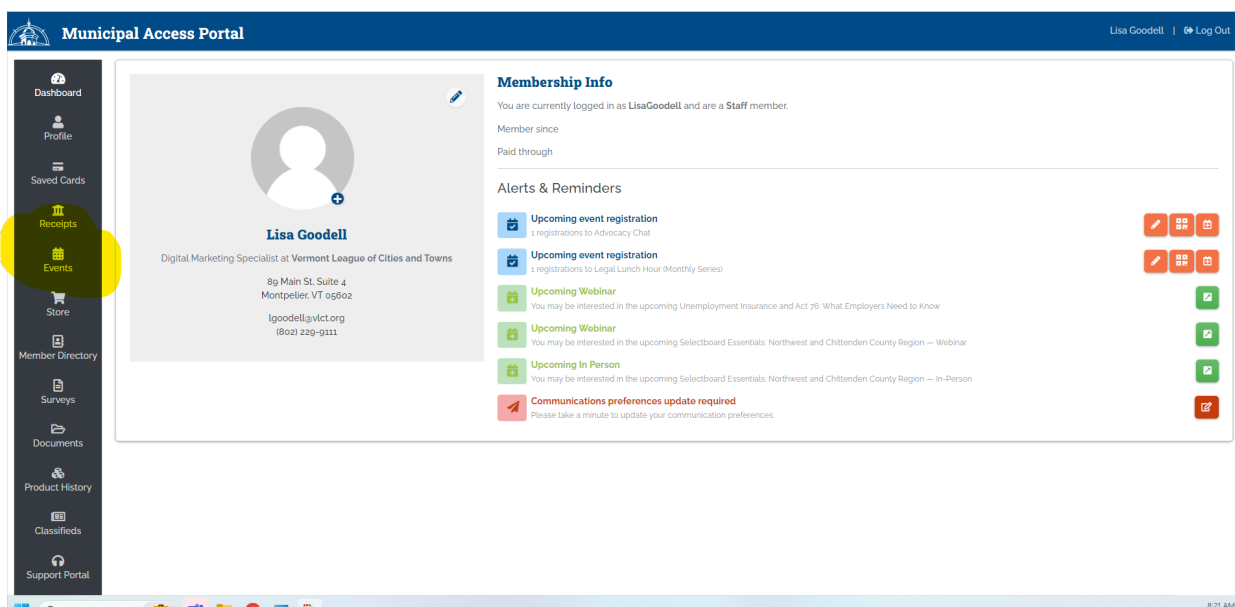 Municipal Access Portal
Lisa Goodell | Log Out
Dashboard
Profile
Saved Cards
Receipts
Events
Store
Member Directory
Surveys
Documents
Product History
Classifieds
Support Portal
Lisa Goodell
Digital Marketing Specialist at Vermont League of Cities and Towns
89 Main St. Suite 4
Montpelier, VT 05602
lgoodell@vlct.org
(802) 229-9111
Membership Info
You are currently logged in as LisaGoodell and are a Staff member.
Member since
Paid through
Alerts & Reminders
Upcoming event registration
1 registrations to Advocacy Chat
Upcoming event registration
1 registrations to Legal Lunch Hour (Monthly Series)
Upcoming Webinar
You may be interested in the upcoming Unemployment Insurance and Act 76: What Employers Need to Know
Upcoming Webinar
You may be interested in the upcoming Selectboard Essentials: Northwest and Chittenden County Region — Webinar
Upcoming In Person
You may be interested in the upcoming Selectboard Essentials: Northwest and Chittenden County Region — In-Person
Communications preferences update required
Please take a minute to update your communication preferences
8:21 AM